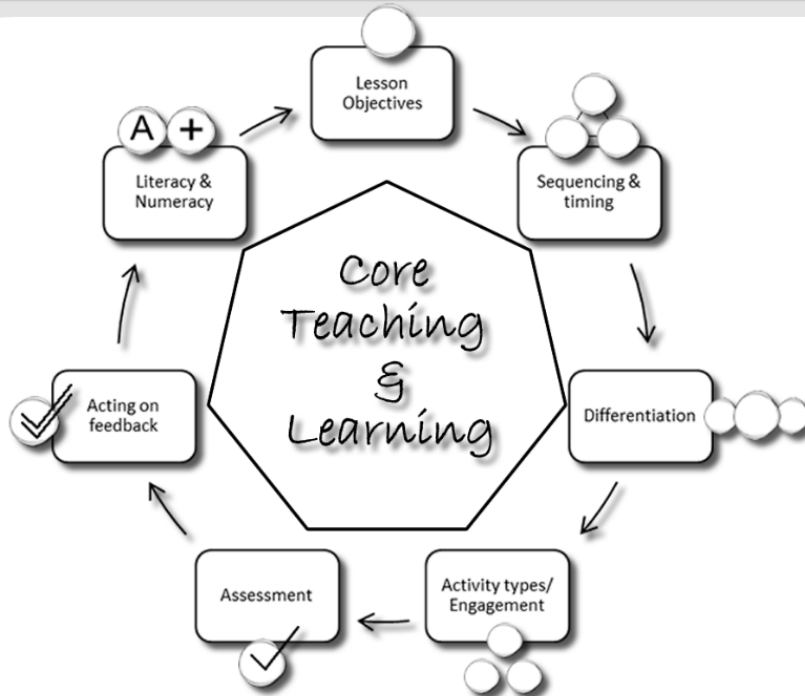 Lesson
Objectives
Sequencing &
timing
Differentiation
Activity types/
Engagement
Assessment
Acting on
feedback
A +
Literacy &
Numeracy
Core
Teaching
&
Learning